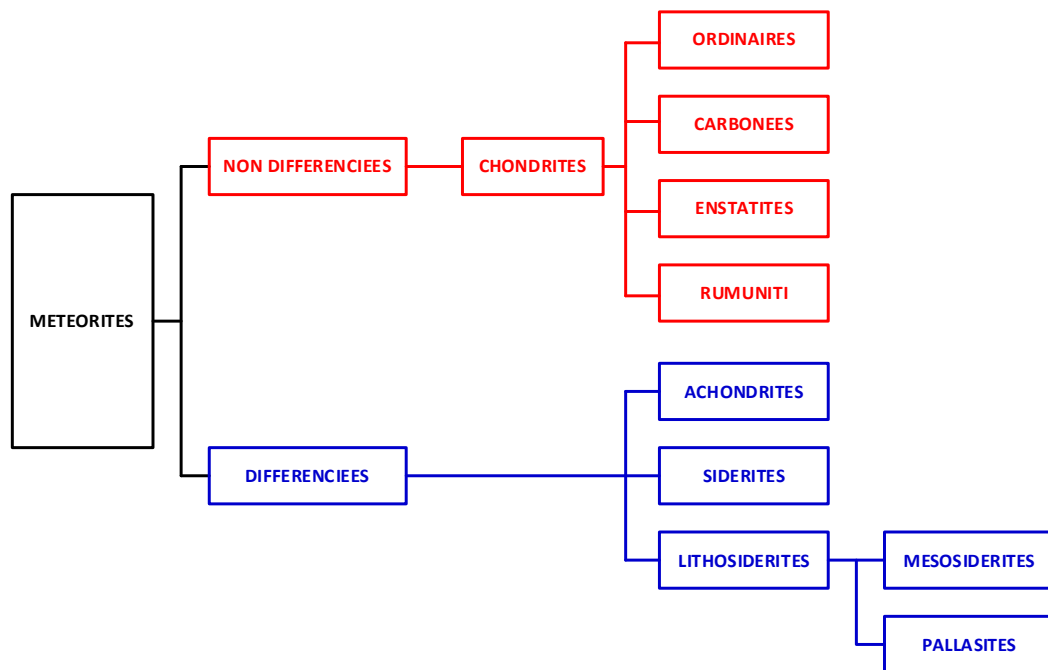 METEORITES
NON DIFFERENCIEES
CHONDRITES
ORDINAIRES
CARBONEES
ENSTATITES
RUMUNITI
DIFFERENCIEES
ACHONDRITES
SIDERITES
LITHOSIDERITES
MESOSIDERITES
PALLASITES